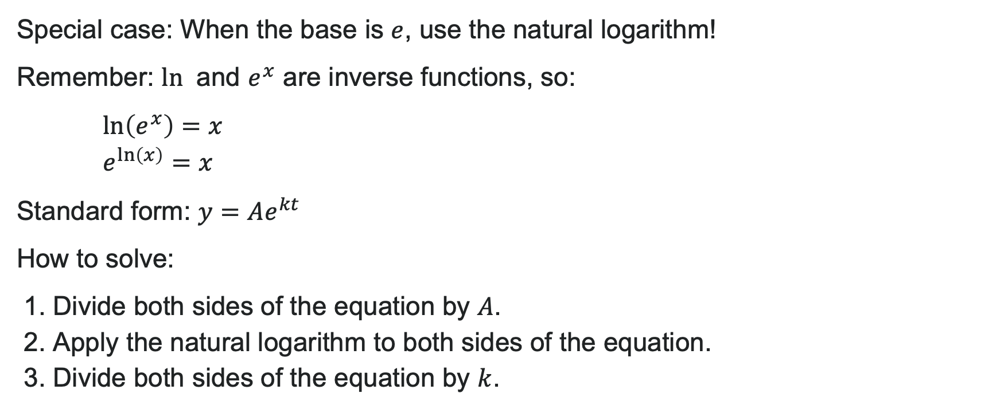 Special case: When the base is e, use the natural logarithm!
Remember: ln and eˣ are inverse functions, so:
ln(eˣ) = x
e^ln(x) = x
Standard form: y = Ae^kt
How to solve:
1. Divide both sides of the equation by A.
2. Apply the natural logarithm to both sides of the equation.
3. Divide both sides of the equation by k.